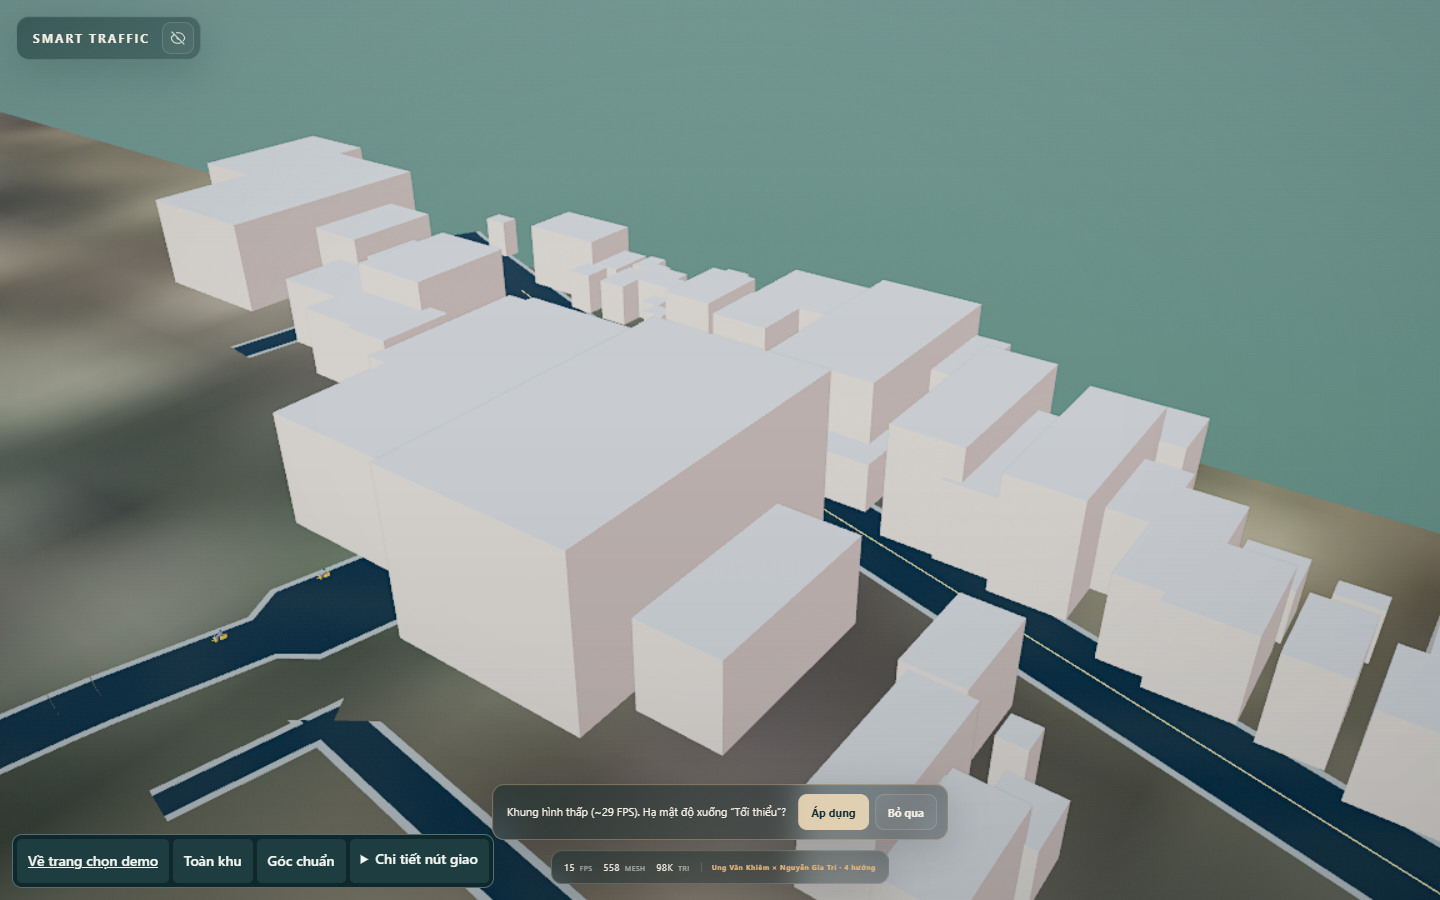 SMART TRAFFIC
Khung hình thấp (~29 FPS). Hạ mật độ xuống “Tối thiểu”?
Áp dụng
Bỏ qua
Về trang chọn demo
Toàn khu
Góc chuẩn
▶ Chi tiết nút giao
15 FPS 558 MESH 98K TRI
Ung Văn Khiêm × Nguyễn Gia Trí - 4 hướng